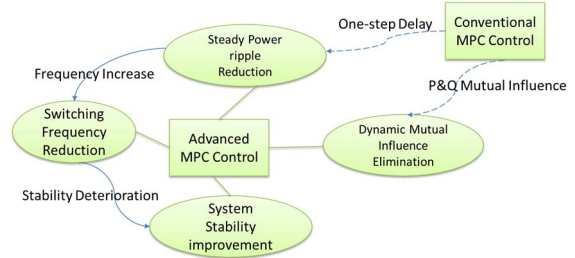 One-step Delay
Conventional
MPC Control
Steady Power
ripple
Reduction
Frequency Increase
P&Q Mutual Influence
Switching
Frequency
Reduction
Advanced
MPC Control
Dynamic Mutual
Influence
Elimination
Stability Deterioration
System
Stability
improvement